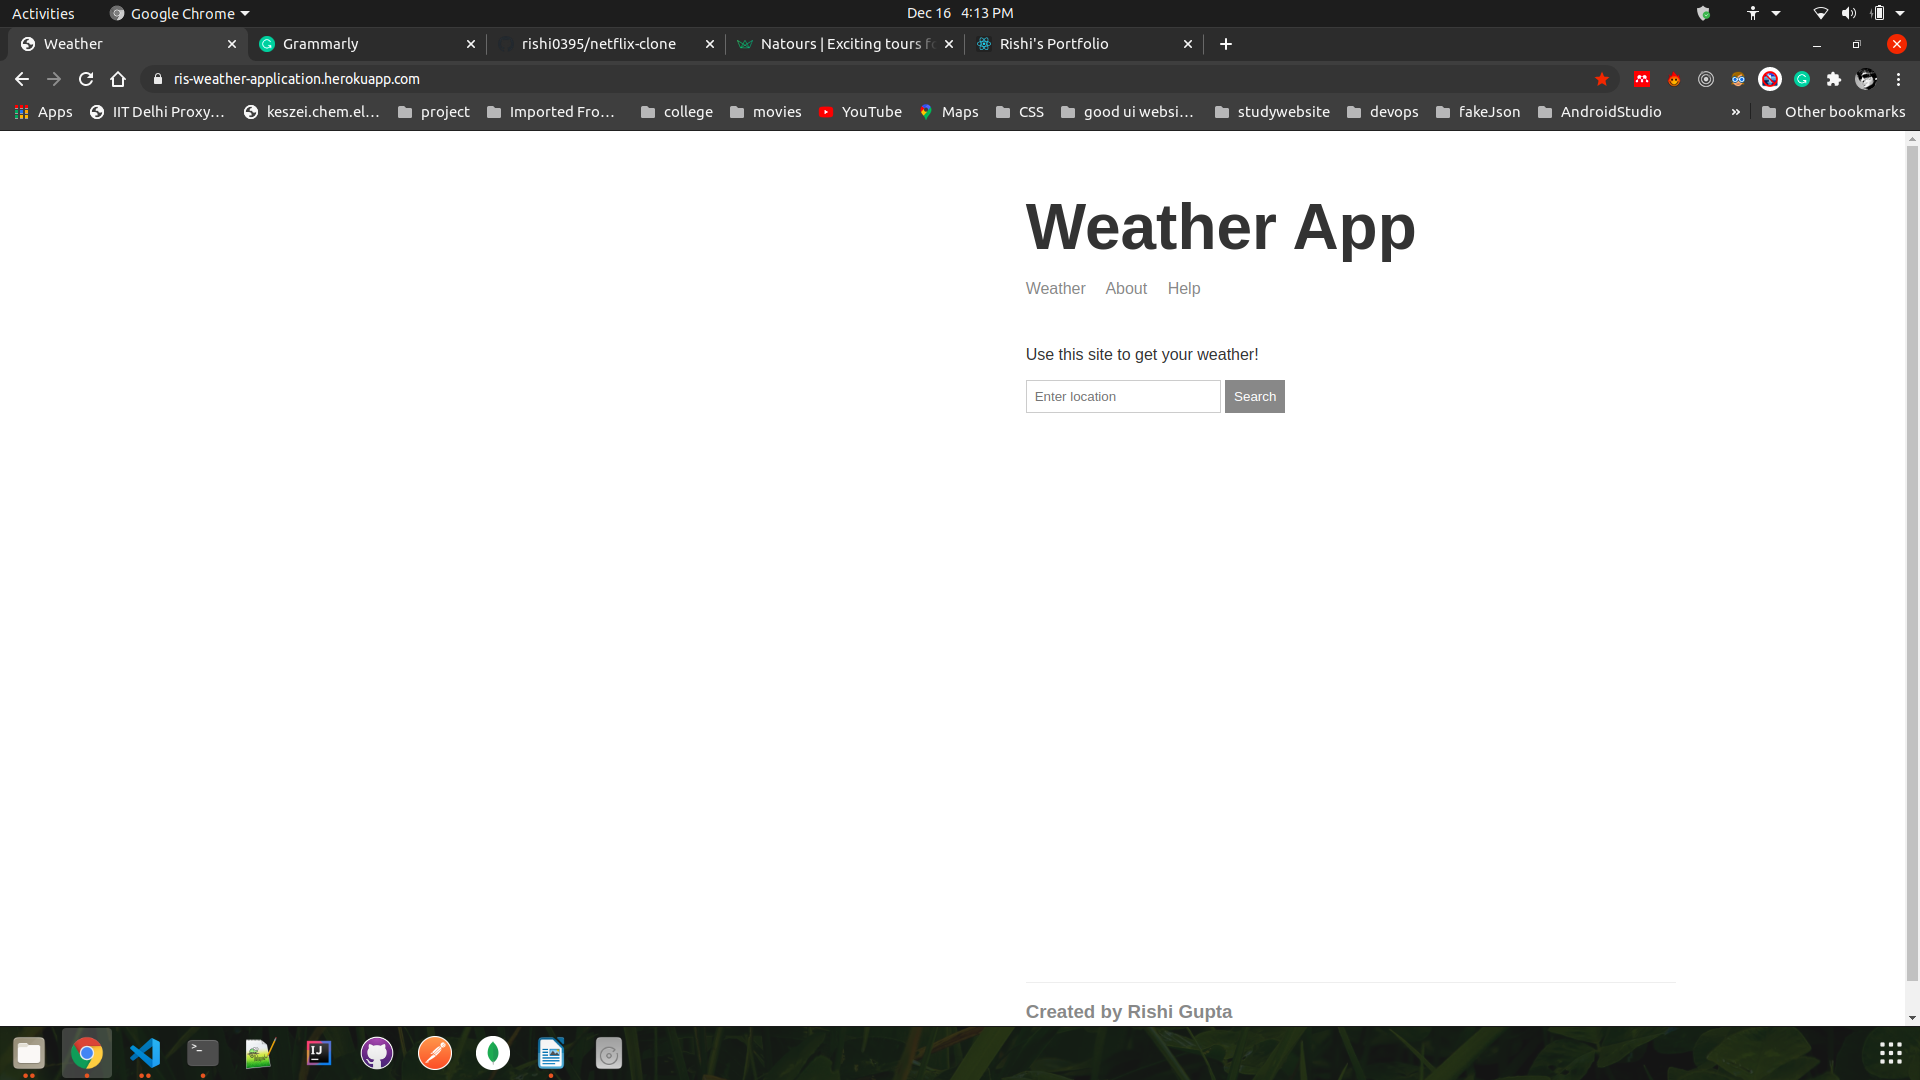 Activities Google Chrome Dec 16 4:13 PM
Weather Grammarly rishi0395/netflix-clone Natours | Exciting tours fo Rishi's Portfolio
ris-weather-application.herokuapp.com
Apps IIT Delhi Proxy… keszei.chem.el… project Imported Fro… college movies YouTube Maps CSS good ui websi… studywebsite devops fakeJson AndroidStudio » Other bookmarks
Weather App
Weather About Help
Use this site to get your weather!
Enter location Search
Created by Rishi Gupta